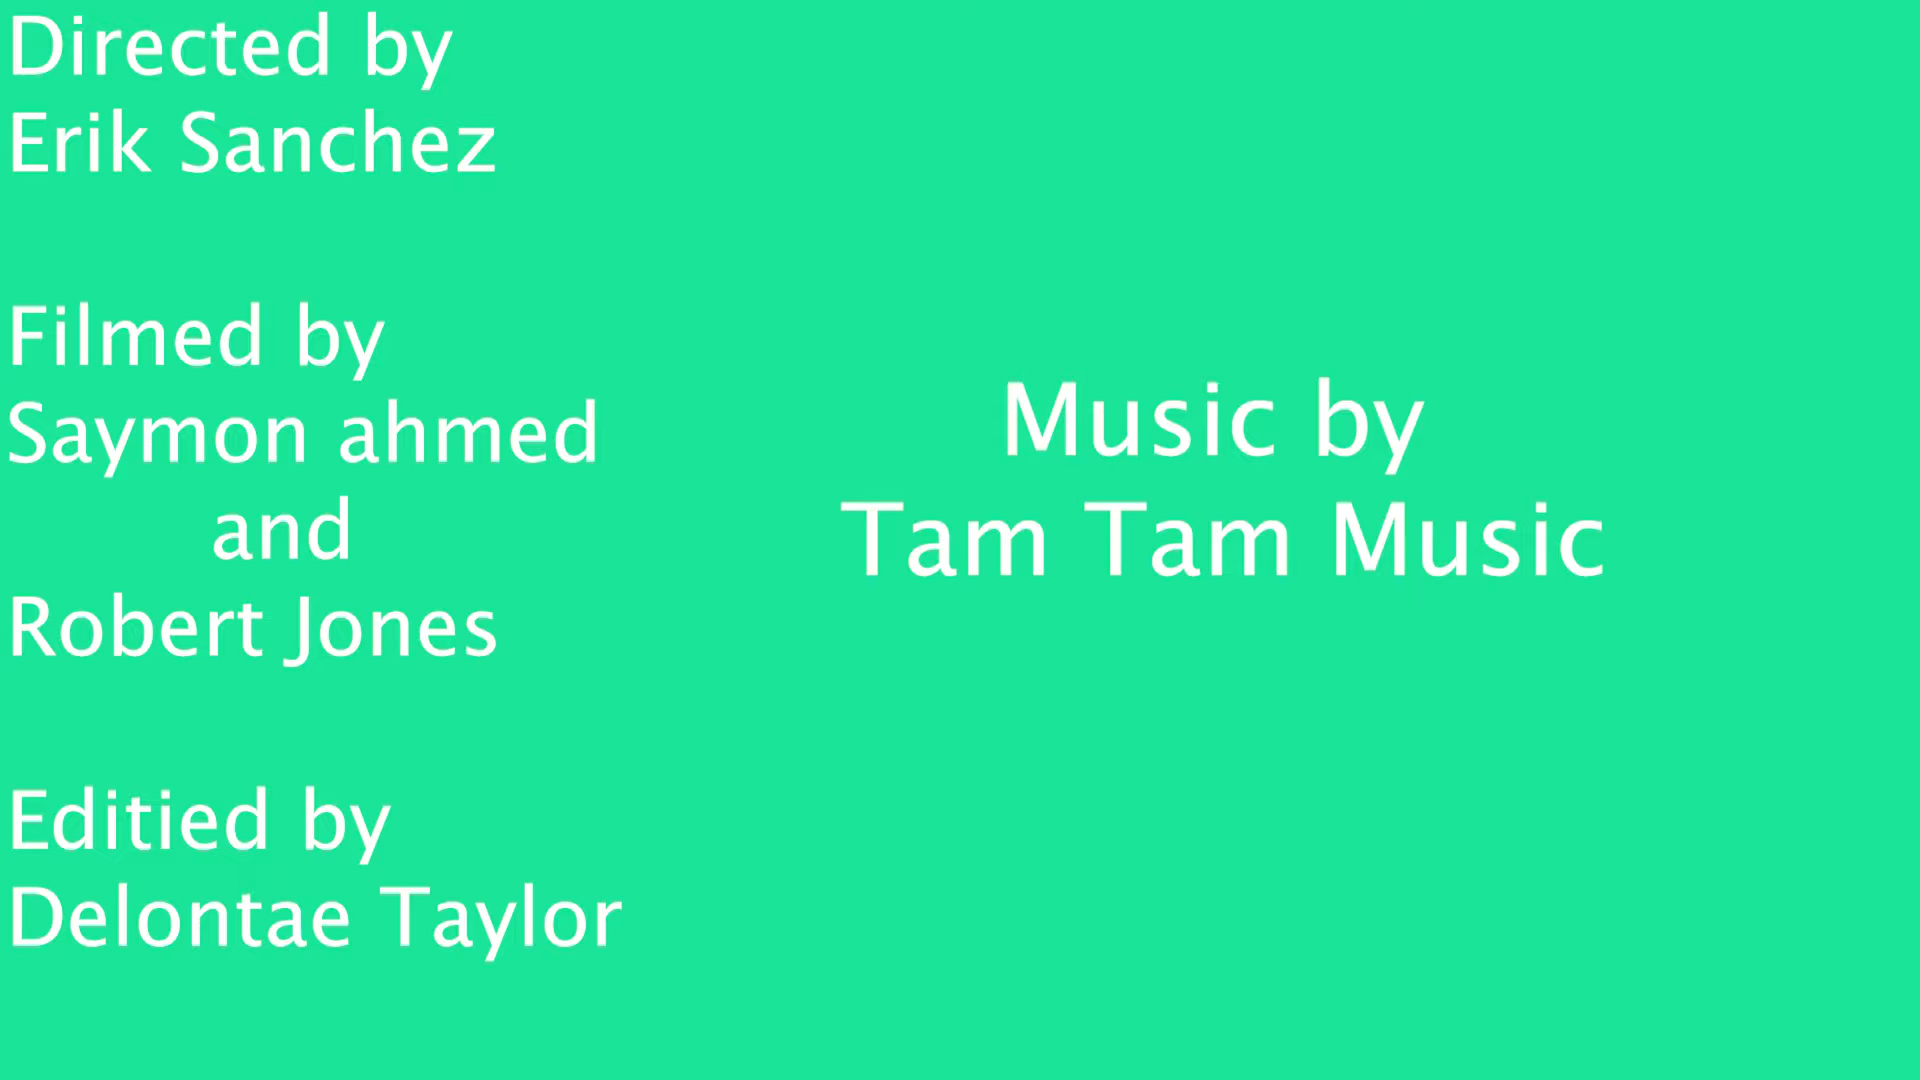 Directed by
Erik Sanchez
Filmed by
Saymon ahmed
and
Robert Jones
Editied by
Delontae Taylor
Music by
Tam Tam Music